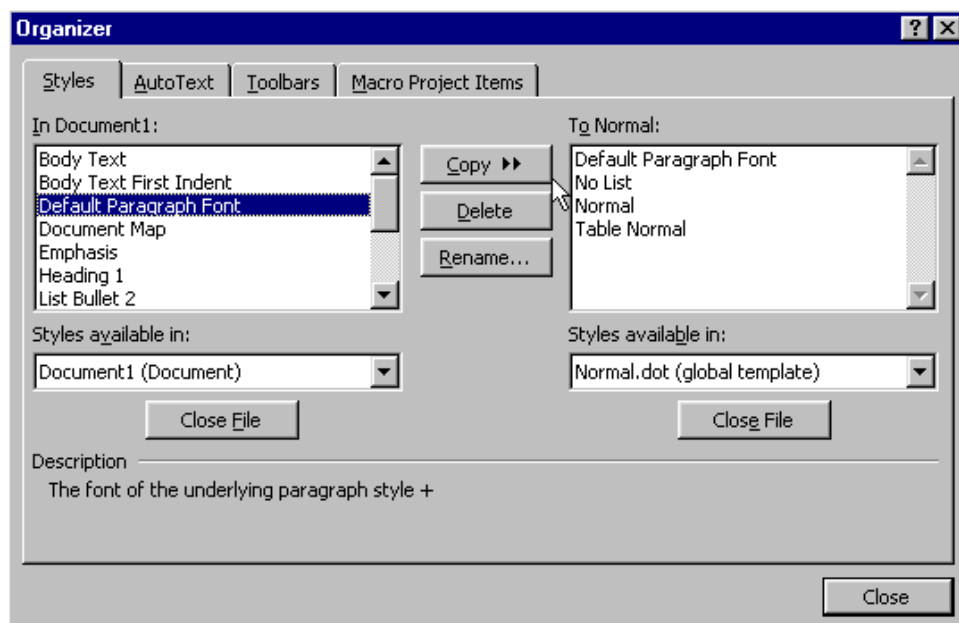 Organizer
Styles AutoText Toolbars Macro Project Items
In Document1:
Body Text
Body Text First Indent
Default Paragraph Font
Document Map
Emphasis
Heading 1
List Bullet 2
Copy
Delete
Rename...
To Normal:
Default Paragraph Font
No List
Normal
Table Normal
Styles available in:
Document1 (Document)
Close File
Styles available in:
Normal.dot (global template)
Close File
Description
The font of the underlying paragraph style +
Close